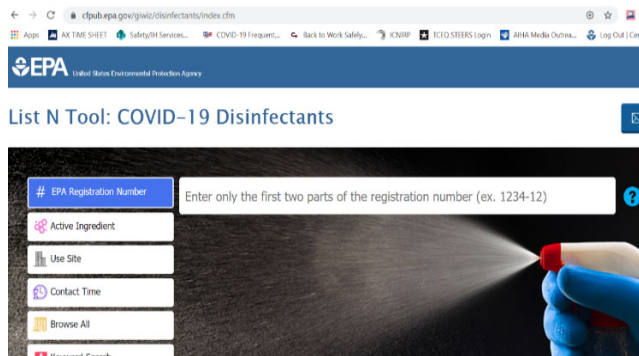 cfpub.epa.gov/giwiz/disinfectants/index.cfm
Apps AX TIME SHEET Safety/IH Services... COVID-19 Frequent... Back to Work Safely... ICNIRP TCEQ STEERS Login AIHA Media Outrea... Log Out | Cer
EPA United States Environmental Protection Agency
List N Tool: COVID-19 Disinfectants
# EPA Registration Number
Enter only the first two parts of the registration number (ex. 1234-12)
?
Active Ingredient
Use Site
Contact Time
Browse All
Keyword Search